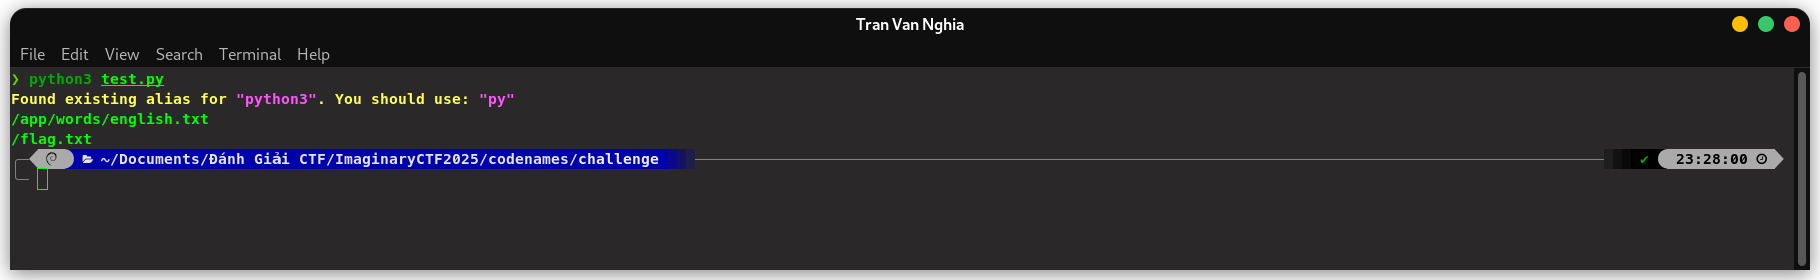 Tran Van Nghia
File Edit View Search Terminal Help
❯ python3 test.py
Found existing alias for "python3". You should use: "py"
/app/words/english.txt
/flag.txt
~/Documents/Đánh Giải CTF/ImaginaryCTF2025/codenames/challenge ✔ 23:28:00